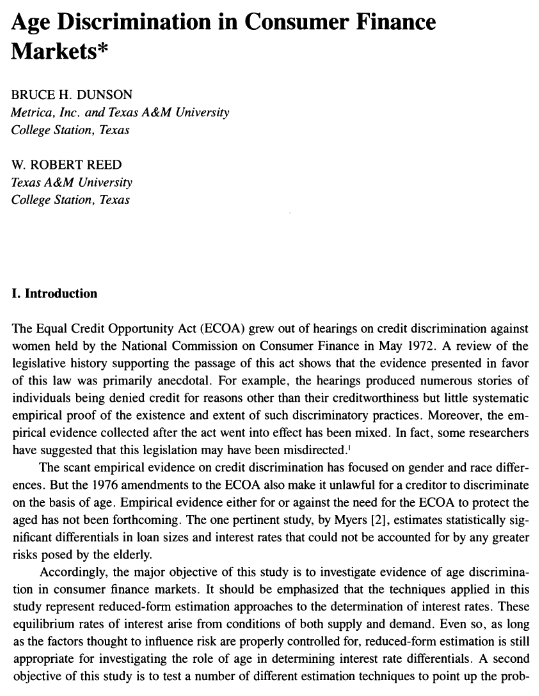 Age Discrimination in Consumer Finance
Markets*
BRUCE H. DUNSON
Metrica, Inc. and Texas A&M University
College Station, Texas
W. ROBERT REED
Texas A&M University
College Station, Texas
I. Introduction
The Equal Credit Opportunity Act (ECOA) grew out of hearings on credit discrimination against
women held by the National Commission on Consumer Finance in May 1972. A review of the
legislative history supporting the passage of this act shows that the evidence presented in favor
of this law was primarily anecdotal. For example, the hearings produced numerous stories of
individuals being denied credit for reasons other than their creditworthiness but little systematic
empirical proof of the existence and extent of such discriminatory practices. Moreover, the em-
pirical evidence collected after the act went into effect has been mixed. In fact, some researchers
have suggested that this legislation may have been misdirected.¹
The scant empirical evidence on credit discrimination has focused on gender and race differ-
ences. But the 1976 amendments to the ECOA also make it unlawful for a creditor to discriminate
on the basis of age. Empirical evidence either for or against the need for the ECOA to protect the
aged has not been forthcoming. The one pertinent study, by Myers [2], estimates statistically sig-
nificant differentials in loan sizes and interest rates that could not be accounted for by any greater
risks posed by the elderly.
Accordingly, the major objective of this study is to investigate evidence of age discrimina-
tion in consumer finance markets. It should be emphasized that the techniques applied in this
study represent reduced-form estimation approaches to the determination of interest rates. These
equilibrium rates of interest arise from conditions of both supply and demand. Even so, as long
as the factors thought to influence risk are properly controlled for, reduced-form estimation is still
appropriate for investigating the role of age in determining interest rate differentials. A second
objective of this study is to test a number of different estimation techniques to point up the prob-